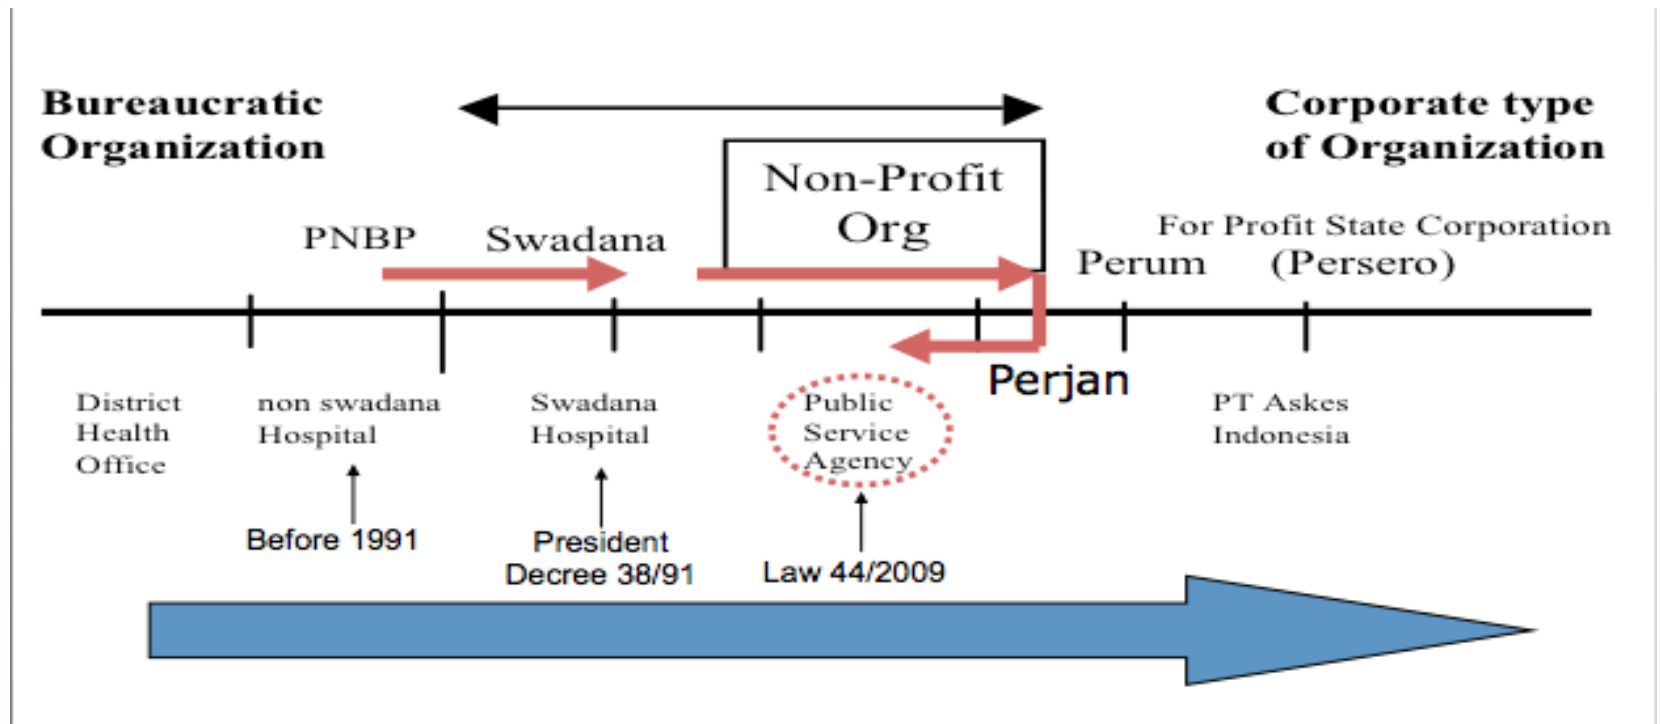 Bureaucratic
Organization
Corporate type
of Organization
Non-Profit
Org
PNBP
Swadana
For Profit State Corporation
Perum
(Persero)
Perjan
District
Health
Office
non swadana
Hospital
Swadana
Hospital
Public
Service
Agency
PT Askes
Indonesia
Before 1991
President
Decree 38/91
Law 44/2009